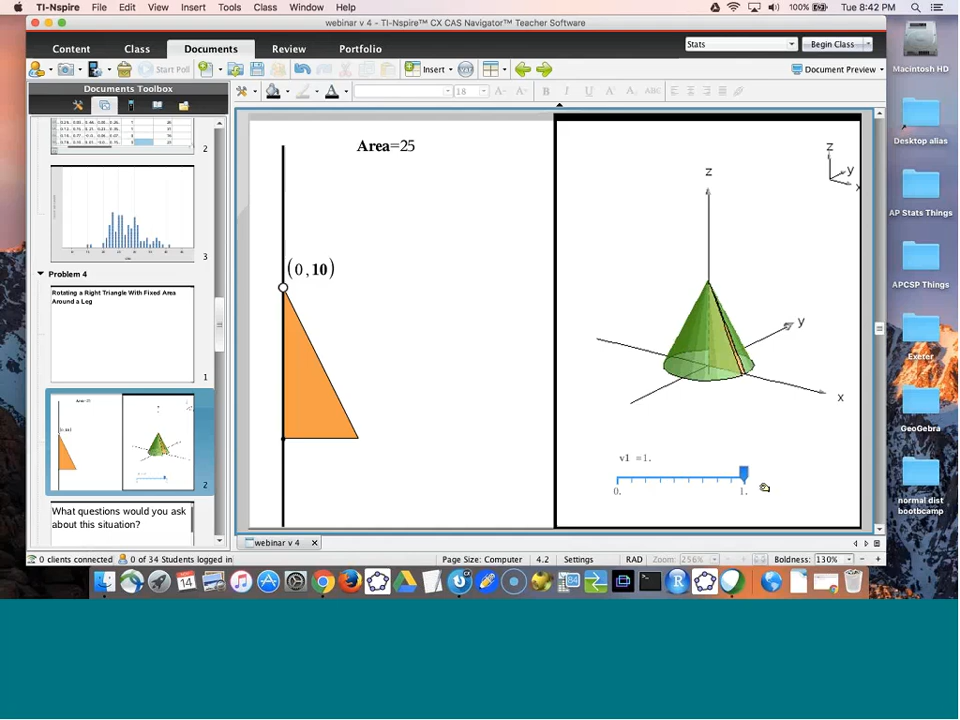 TI-Nspire File Edit View Insert Tools Class Window Help 100% Tue 8:42 PM
webinar v 4 - TI-Nspire™ CX CAS Navigator™ Teacher Software
Content Class Documents Review Portfolio Stats Begin Class
Start Poll Insert Document Preview
Documents Toolbox 18 B I U A A ABC
2
3
Problem 4
Rotating a Right Triangle With Fixed Area
Around a Leg
1
2
What questions would you ask
about this situation?
Area=25
(0,10)
z
y
x
z
y
x
v1 =1.
0. 1.
webinar v 4
0 clients connected 0 of 34 Students logged in Page Size: Computer 4.2 Settings RAD Zoom: 256% Boldness: 130%
Macintosh HD
Desktop alias
AP Stats Things
APCSP Things
Exeter
GeoGebra
normal dist
bootbcamp